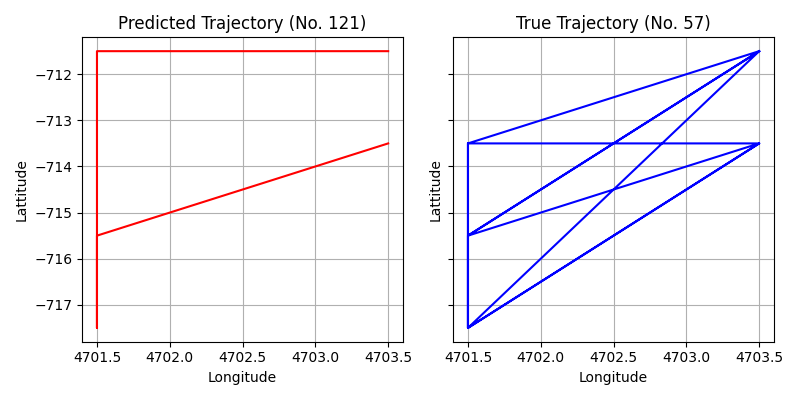 Predicted Trajectory (No. 121)
−712
−713
−714
−715
−716
−717
Lattitude
4701.5 4702.0 4702.5 4703.0 4703.5
Longitude
True Trajectory (No. 57)
Lattitude
4701.5 4702.0 4702.5 4703.0 4703.5
Longitude